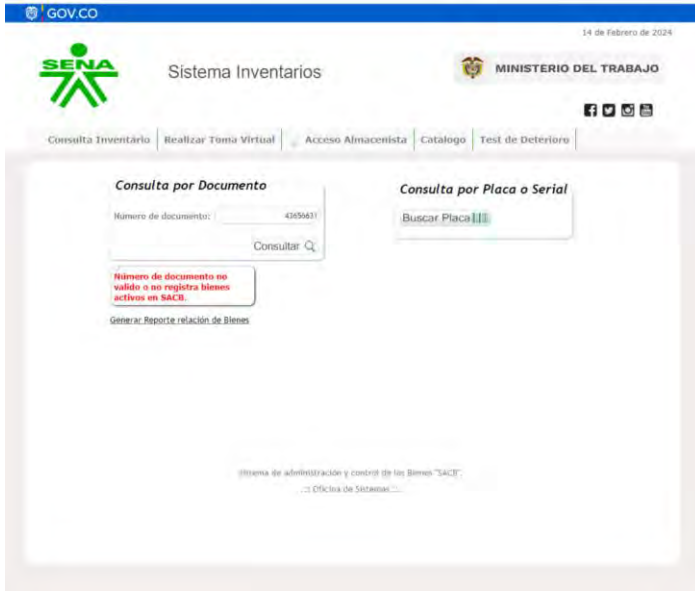 GOV.CO
14 de Febrero de 2024
SENA
Sistema Inventarios
MINISTERIO DEL TRABAJO
Consulta Inventario Realizar Toma Virtual Acceso Almacenista Catalogo Test de Deterioro
Consulta por Documento
Número de documento: 43656631
Consultar
Número de documento no
valido o no registra bienes
activos en SACB.
Generar Reporte relación de Bienes
Consulta por Placa o Serial
Buscar Placa
Sistema de administración y control de los Bienes "SACB".
..:: Oficina de Sistemas ::..